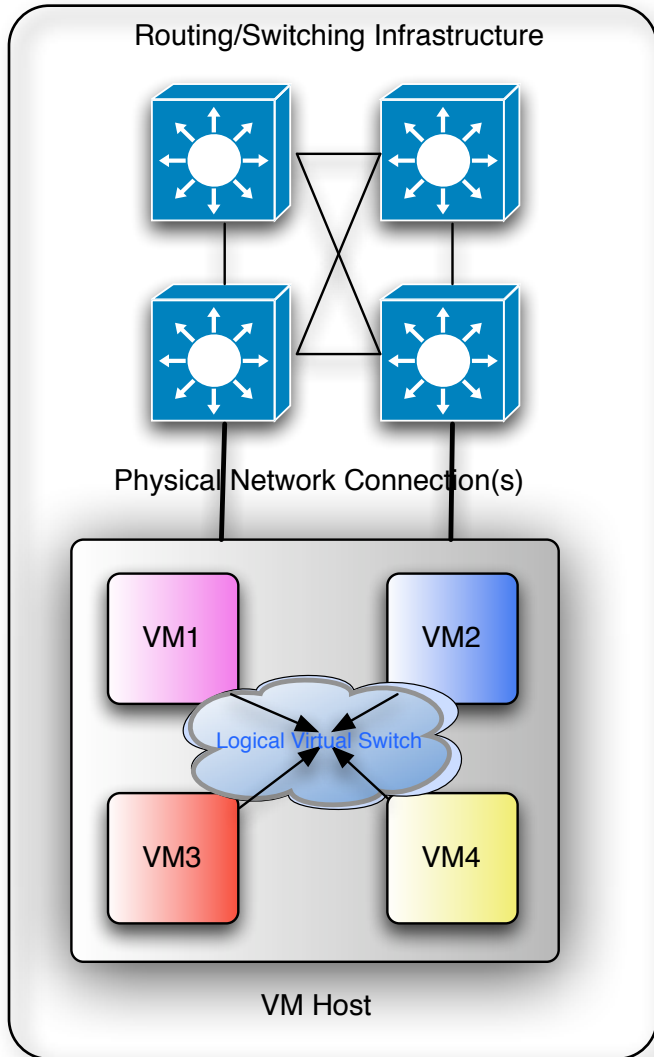 Routing/Switching Infrastructure
Physical Network Connection(s)
VM1
VM2
Logical Virtual Switch
VM3
VM4
VM Host